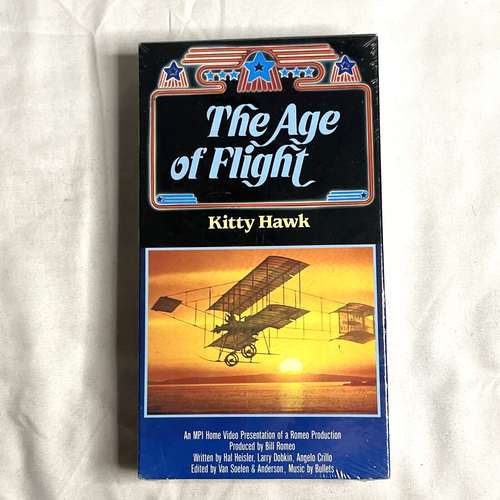 The Age
of Flight
Kitty Hawk
An MPI Home Video Presentation of a Romeo Production
Produced by Bill Romeo
Written by Hal Heisler, Larry Dobkin, Angelo Crillo
Edited by Van Soelen & Anderson, Music by Bullets